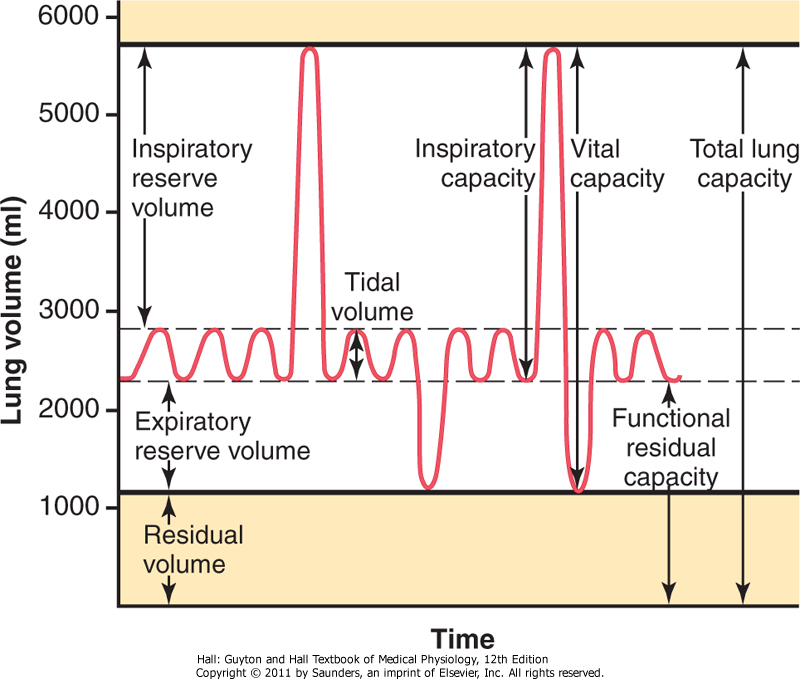 6000
5000
4000
3000
2000
1000
Lung volume (ml)
Inspiratory
reserve
volume
Tidal
volume
Inspiratory
capacity
Vital
capacity
Total lung
capacity
Expiratory
reserve volume
Functional
residual
capacity
Residual
volume
Time
Hall: Guyton and Hall Textbook of Medical Physiology, 12th Edition
Copyright © 2011 by Saunders, an imprint of Elsevier, Inc. All rights reserved.